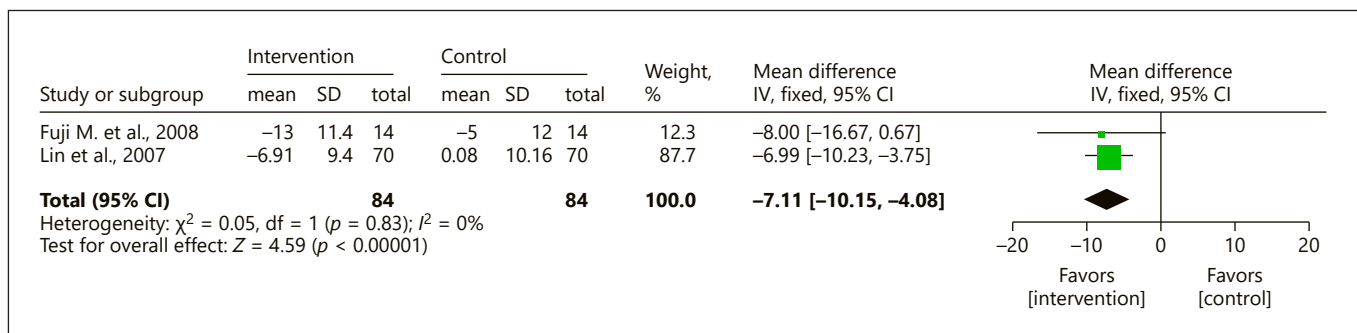 Intervention Control Weight, Mean difference Mean difference
Study or subgroup mean SD total mean SD total % IV, fixed, 95% CI IV, fixed, 95% CI
Fuji M. et al., 2008 –13 11.4 14 –5 12 14 12.3 –8.00 [–16.67, 0.67]
Lin et al., 2007 –6.91 9.4 70 0.08 10.16 70 87.7 –6.99 [–10.23, –3.75]
Total (95% CI) 84 84 100.0 –7.11 [–10.15, –4.08]
Heterogeneity: χ² = 0.05, df = 1 (p = 0.83); I² = 0%
Test for overall effect: Z = 4.59 (p < 0.00001)
–20 –10 0 10 20
Favors Favors
[intervention] [control]